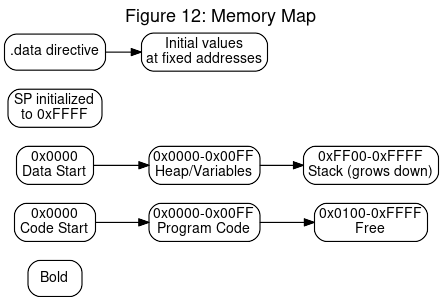 Figure 12: Memory Map
.data directive
Initial values
at fixed addresses
SP initialized
to 0xFFFF
0x0000
Data Start
0x0000-0x00FF
Heap/Variables
0xFF00-0xFFFF
Stack (grows down)
0x0000
Code Start
0x0000-0x00FF
Program Code
0x0100-0xFFFF
Free
Bold